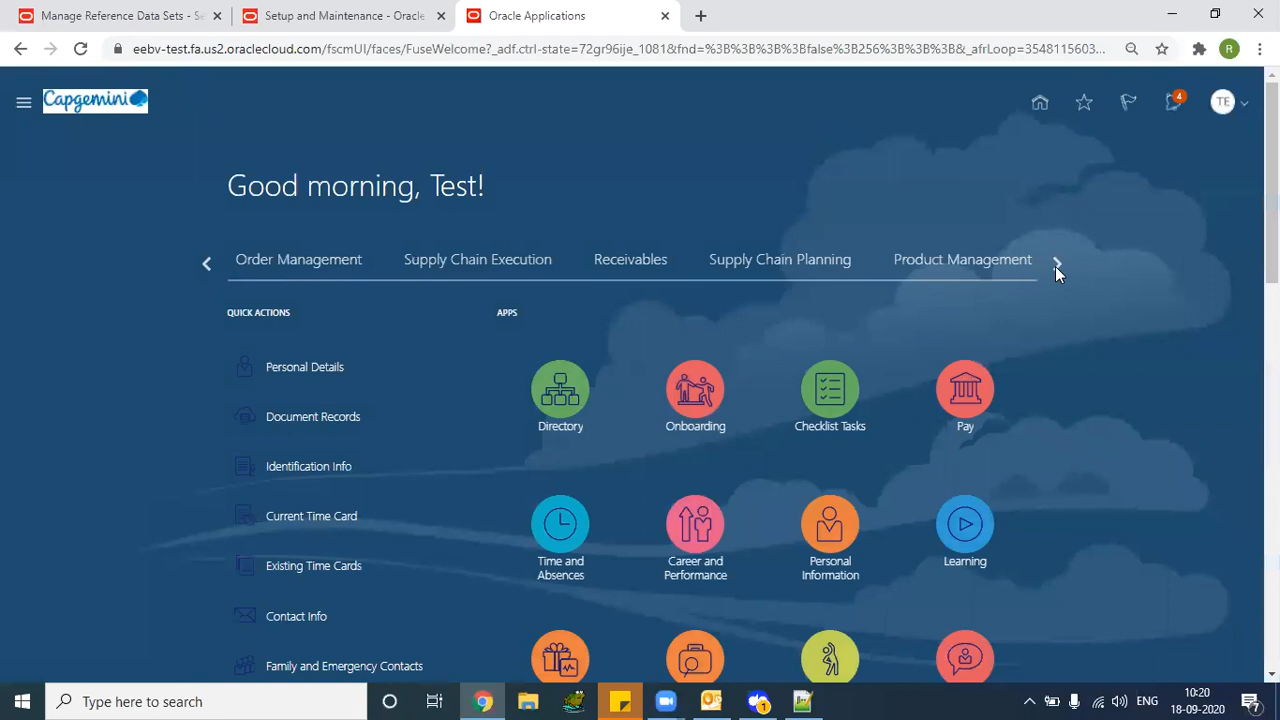 Manage Reference Data Sets - Se
Setup and Maintenance - Oracle
Oracle Applications
eebv-test.fa.us2.oraclecloud.com/fscmUI/faces/FuseWelcome?_adf.ctrl-state=72gr96ije_1081&fnd=%3B%3B%3B%3Bfalse%3B256%3B%3B%3B&_afrLoop=3548115603...
R
Capgemini
4
TE
Good morning, Test!
Order Management
Supply Chain Execution
Receivables
Supply Chain Planning
Product Management
QUICK ACTIONS
APPS
Personal Details
Document Records
Identification Info
Current Time Card
Existing Time Cards
Contact Info
Family and Emergency Contacts
Directory
Onboarding
Checklist Tasks
Pay
Time and
Absences
Career and
Performance
Personal
Information
Learning
Type here to search
1
ENG
10:20
18-09-2020
7